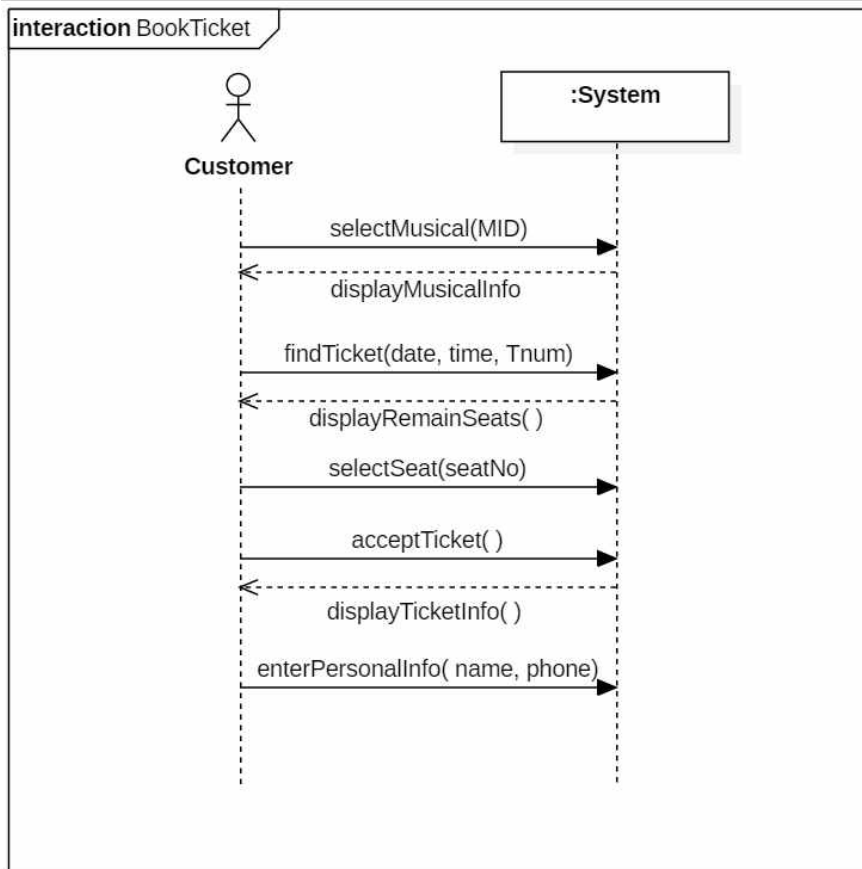 interaction BookTicket
:System
Customer
selectMusical(MID)
displayMusicalInfo
findTicket(date, time, Tnum)
displayRemainSeats( )
selectSeat(seatNo)
acceptTicket( )
displayTicketInfo( )
enterPersonalInfo( name, phone)